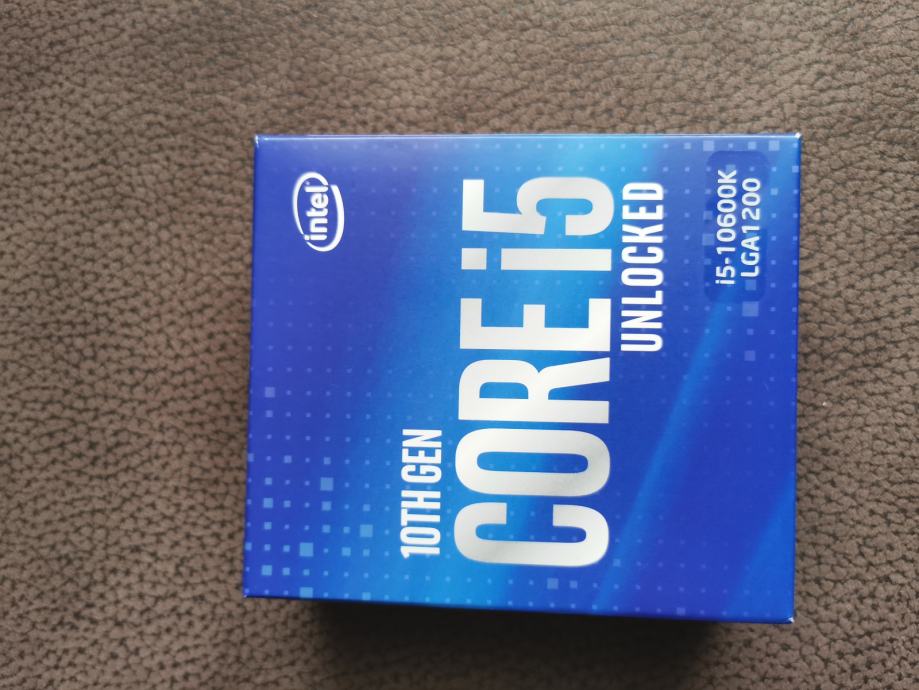 intel
10TH GEN
CORE i5
UNLOCKED
i5-10600K
LGA1200